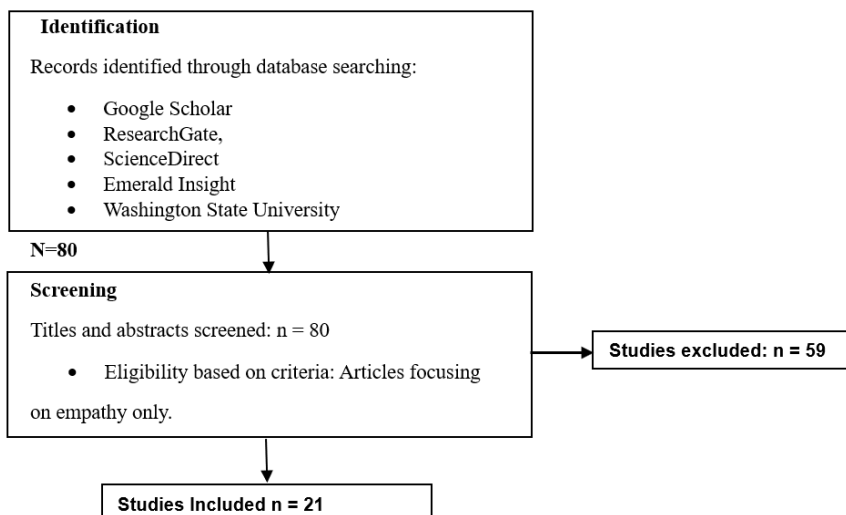 Identification
Records identified through database searching:
• Google Scholar
• ResearchGate,
• ScienceDirect
• Emerald Insight
• Washington State University
N=80
Screening
Titles and abstracts screened: n = 80
• Eligibility based on criteria: Articles focusing
on empathy only.
Studies excluded: n = 59
Studies Included n = 21